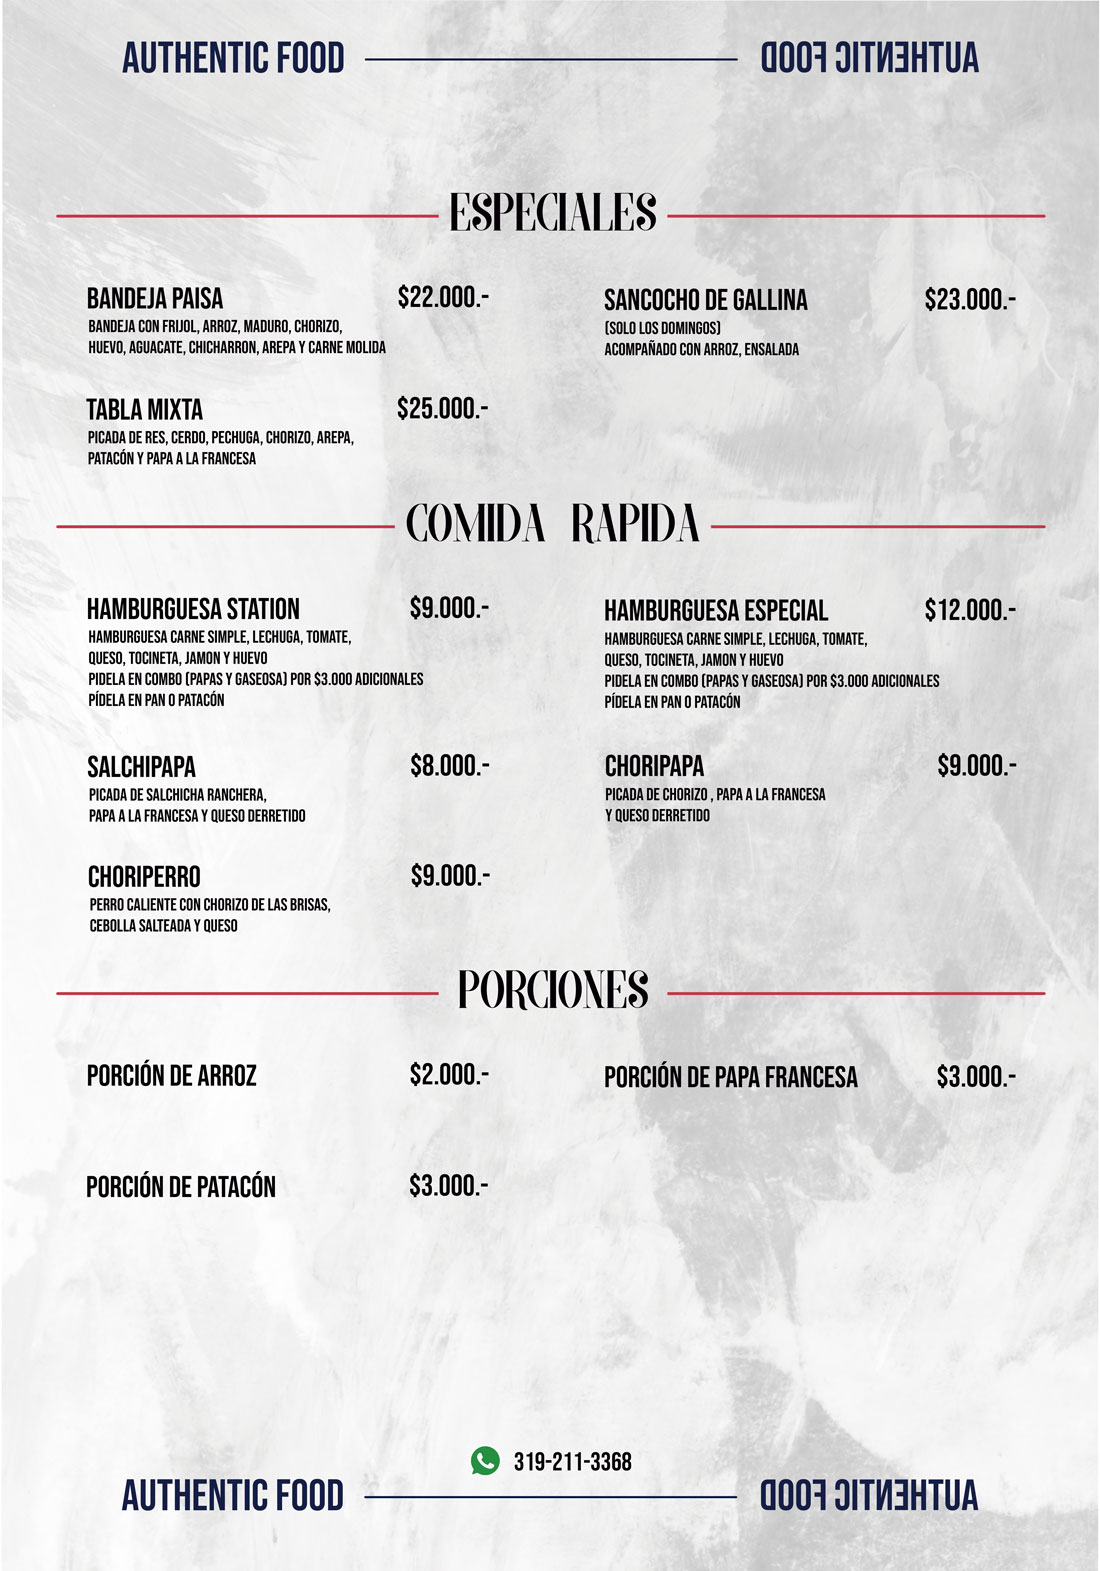 AUTHENTIC FOOD
AUTHENTIC FOOD
ESPECIALES
BANDEJA PAISA $22.000.-
BANDEJA CON FRIJOL, ARROZ, MADURO, CHORIZO,
HUEVO, AGUACATE, CHICHARRON, AREPA Y CARNE MOLIDA
SANCOCHO DE GALLINA $23.000.-
(SOLO LOS DOMINGOS)
ACOMPAÑADO CON ARROZ, ENSALADA
TABLA MIXTA $25.000.-
PICADA DE RES, CERDO, PECHUGA, CHORIZO, AREPA,
PATACÓN Y PAPA A LA FRANCESA
COMIDA RAPIDA
HAMBURGUESA STATION $9.000.-
HAMBURGUESA CARNE SIMPLE, LECHUGA, TOMATE,
QUESO, TOCINETA, JAMON Y HUEVO
PIDELA EN COMBO (PAPAS Y GASEOSA) POR $3.000 ADICIONALES
PÍDELA EN PAN O PATACÓN
HAMBURGUESA ESPECIAL $12.000.-
HAMBURGUESA CARNE SIMPLE, LECHUGA, TOMATE,
QUESO, TOCINETA, JAMON Y HUEVO
PIDELA EN COMBO (PAPAS Y GASEOSA) POR $3.000 ADICIONALES
PÍDELA EN PAN O PATACÓN
SALCHIPAPA $8.000.-
PICADA DE SALCHICHA RANCHERA,
PAPA A LA FRANCESA Y QUESO DERRETIDO
CHORIPAPA $9.000.-
PICADA DE CHORIZO , PAPA A LA FRANCESA
Y QUESO DERRETIDO
CHORIPERRO $9.000.-
PERRO CALIENTE CON CHORIZO DE LAS BRISAS,
CEBOLLA SALTEADA Y QUESO
PORCIONES
PORCIÓN DE ARROZ $2.000.-
PORCIÓN DE PAPA FRANCESA $3.000.-
PORCIÓN DE PATACÓN $3.000.-
319-211-3368
AUTHENTIC FOOD
AUTHENTIC FOOD